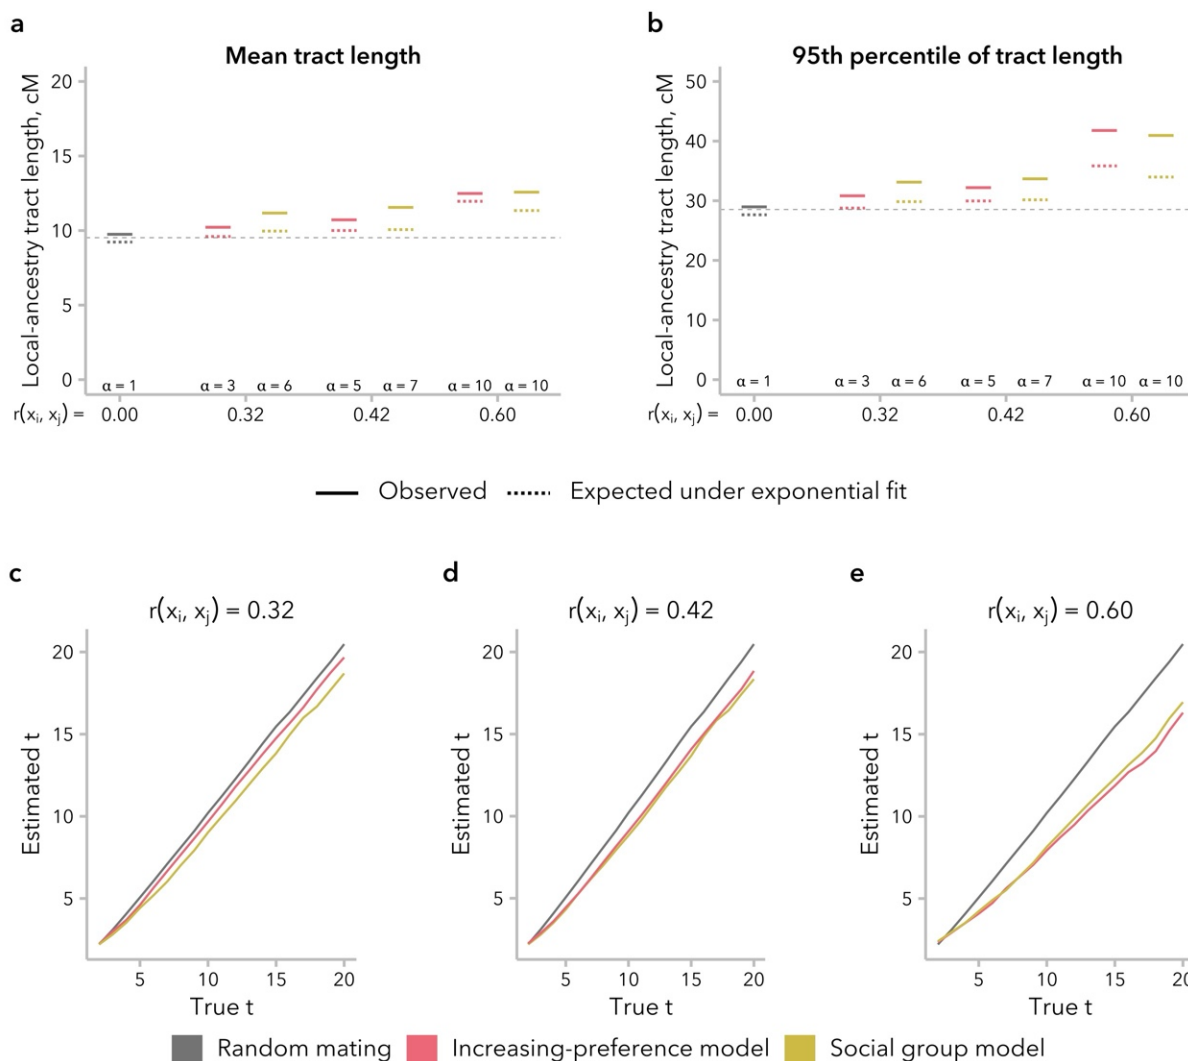 a
Mean tract length
Local-ancestry tract length, cM
20
15
10
5
0
α = 1 α = 3 α = 6 α = 5 α = 7 α = 10 α = 10
r(xᵢ, xⱼ) = 0.00 0.32 0.42 0.60
b
95th percentile of tract length
Local-ancestry tract length, cM
50
40
30
20
10
0
α = 1 α = 3 α = 6 α = 5 α = 7 α = 10 α = 10
r(xᵢ, xⱼ) = 0.00 0.32 0.42 0.60
Observed Expected under exponential fit
c
r(xᵢ, xⱼ) = 0.32
Estimated t
20
15
10
5
5 10 15 20
True t
d
r(xᵢ, xⱼ) = 0.42
Estimated t
20
15
10
5
5 10 15 20
True t
e
r(xᵢ, xⱼ) = 0.60
Estimated t
20
15
10
5
5 10 15 20
True t
Random mating Increasing-preference model Social group model